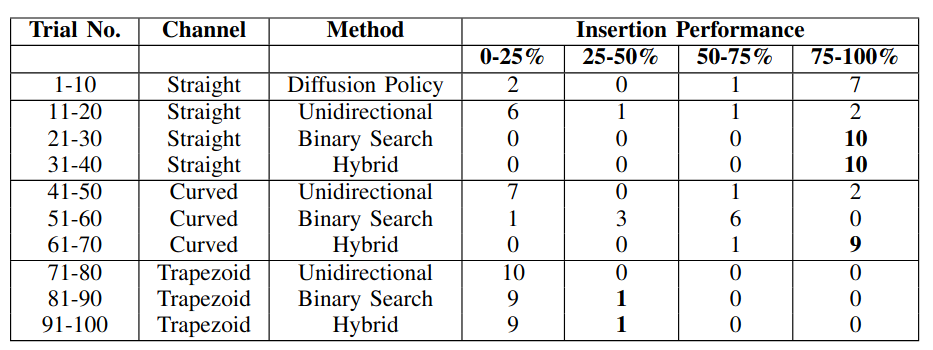 Trial No. Channel Method Insertion Performance
0-25% 25-50% 50-75% 75-100%
1-10 Straight Diffusion Policy 2 0 1 7
11-20 Straight Unidirectional 6 1 1 2
21-30 Straight Binary Search 0 0 0 10
31-40 Straight Hybrid 0 0 0 10
41-50 Curved Unidirectional 7 0 1 2
51-60 Curved Binary Search 1 3 6 0
61-70 Curved Hybrid 0 0 1 9
71-80 Trapezoid Unidirectional 10 0 0 0
81-90 Trapezoid Binary Search 9 1 0 0
91-100 Trapezoid Hybrid 9 1 0 0